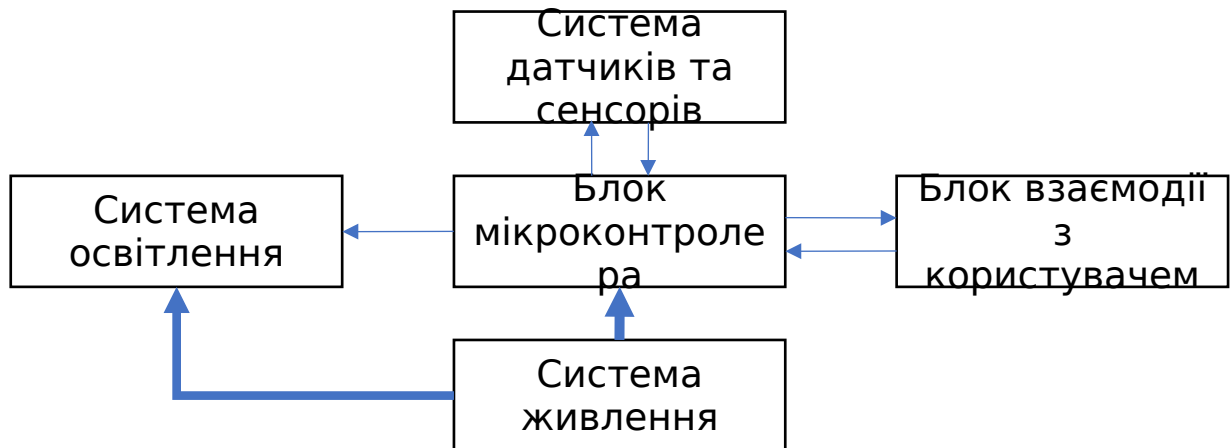 Система
датчиків та
сенсорів
Система
освітлення
Блок
мікроконтроле
ра
Блок взаємодії
з
користувачем
Система
живлення